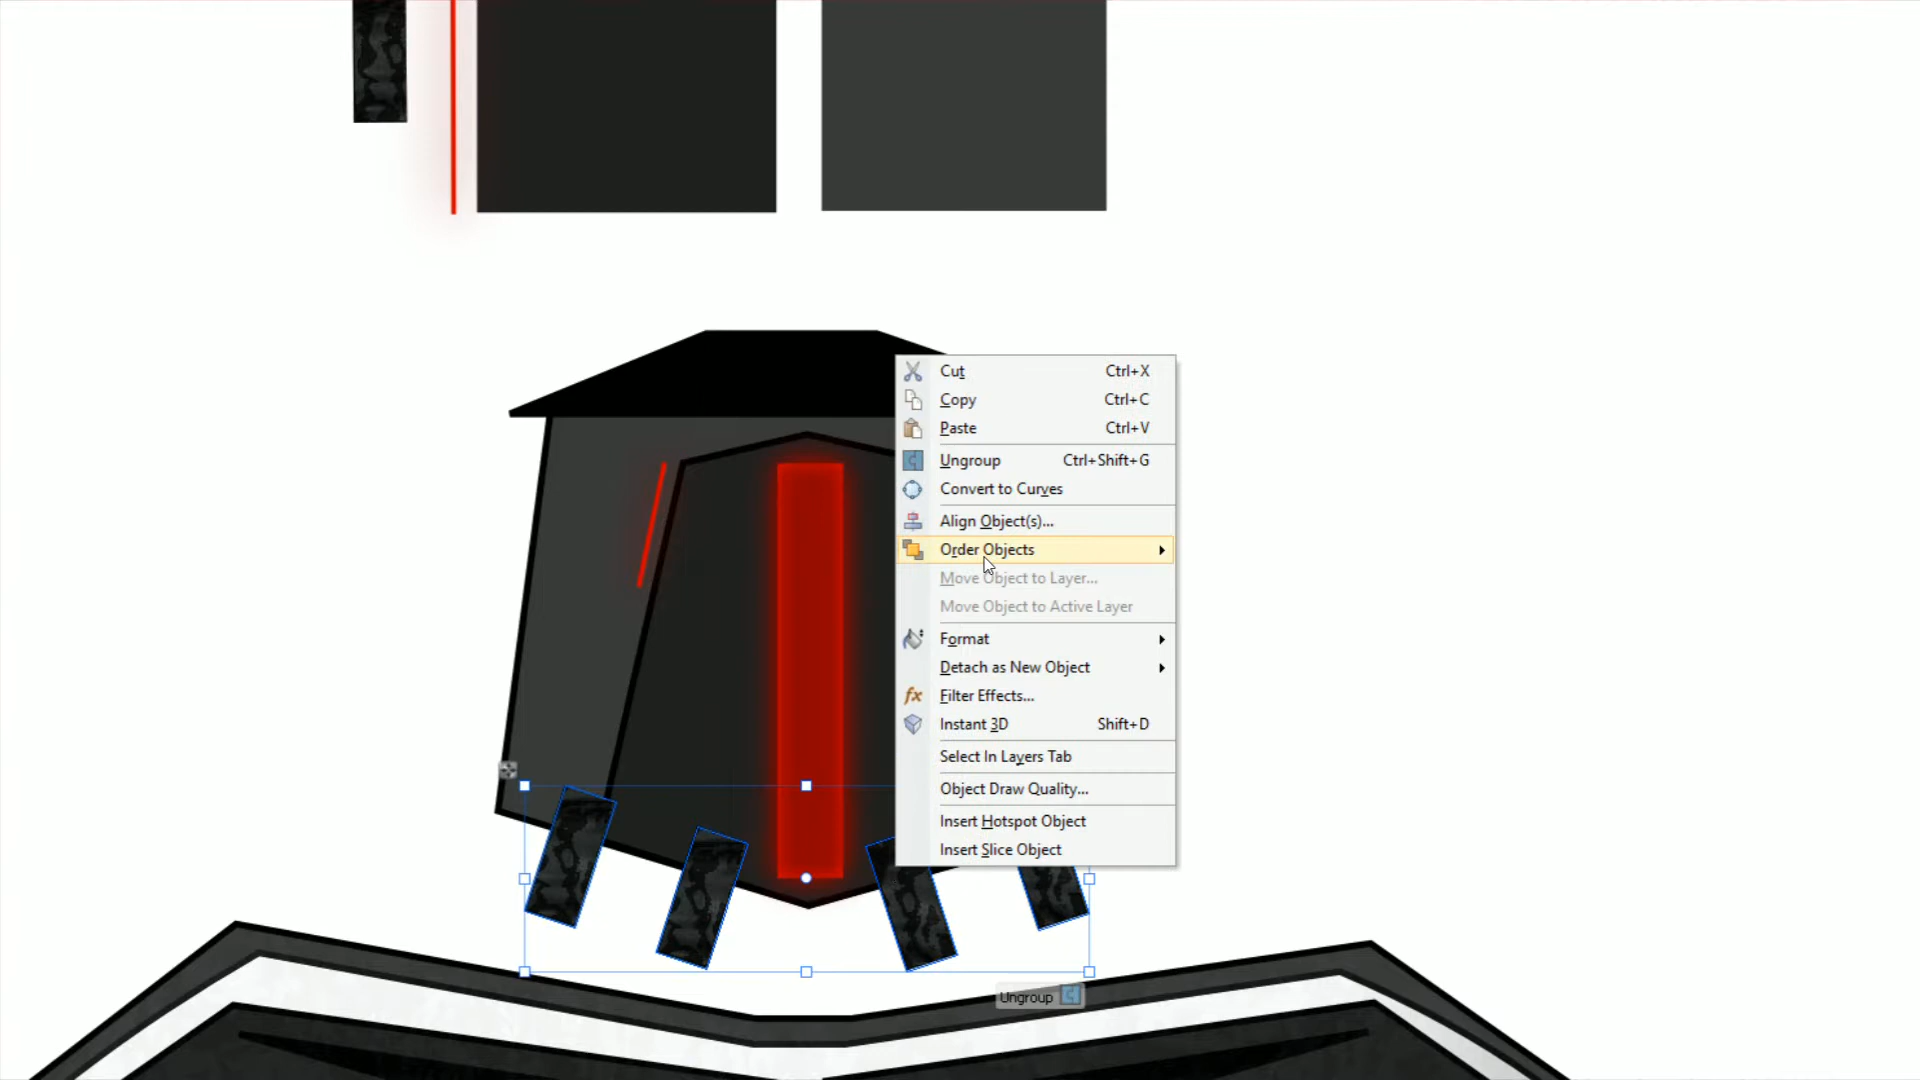 Cut Ctrl+X
Copy Ctrl+C
Paste Ctrl+V
Ungroup Ctrl+Shift+G
Convert to Curves
Align Object(s)...
Order Objects
Move Object to Layer...
Move Object to Active Layer
Format
Detach as New Object
fx Filter Effects...
Instant 3D Shift+D
Select In Layers Tab
Object Draw Quality...
Insert Hotspot Object
Insert Slice Object
Ungroup